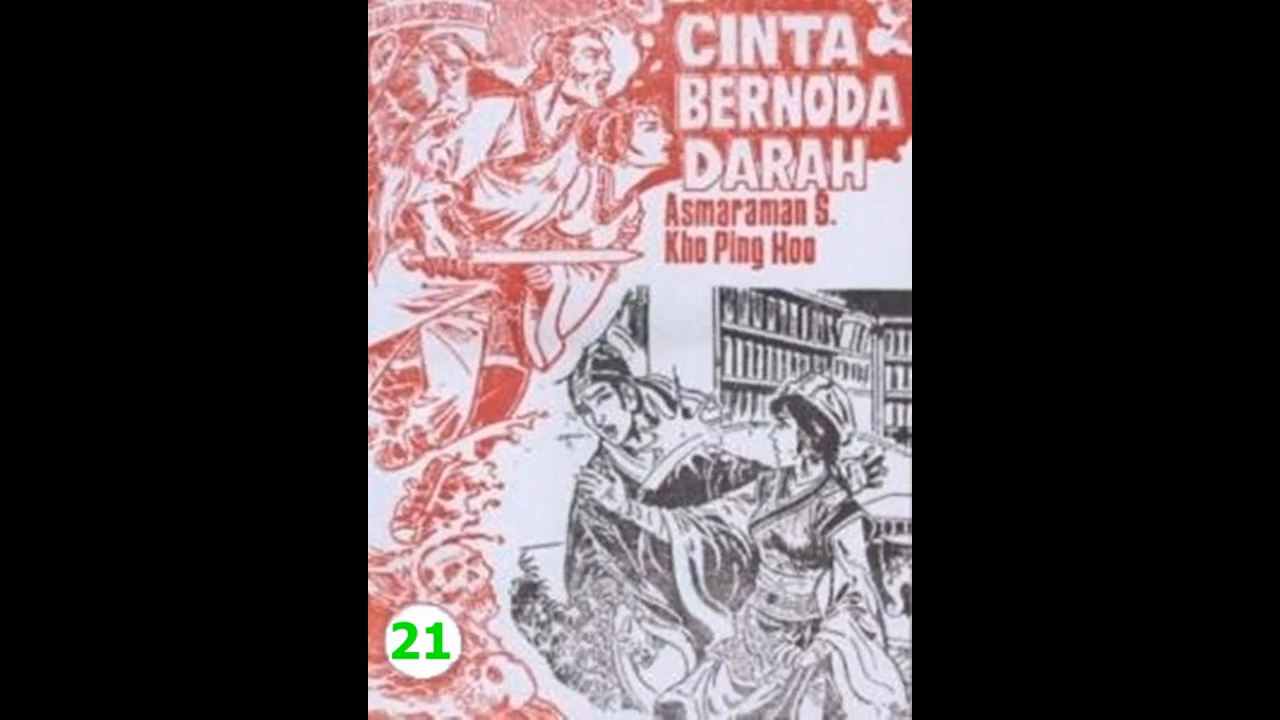 CINTA
BERNODA
DARAH
Asmaraman S.
Kho Ping Hoo
21